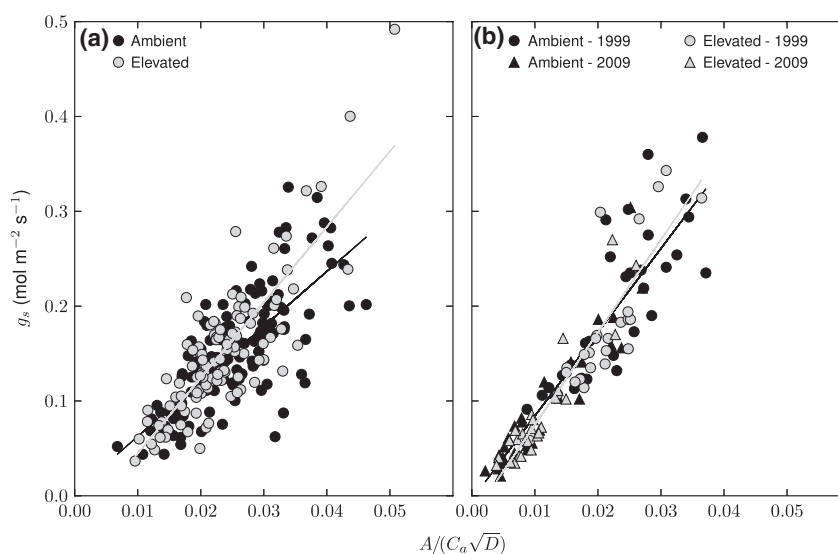 (a) Ambient
Elevated
(b) Ambient - 1999 Elevated - 1999
Ambient - 2009 Elevated - 2009
0.5
0.4
0.3
0.2
0.1
0.0
g_s (mol m⁻² s⁻¹)
0.00 0.01 0.02 0.03 0.04 0.05 0.00 0.01 0.02 0.03 0.04 0.05
A/(C_a√D)